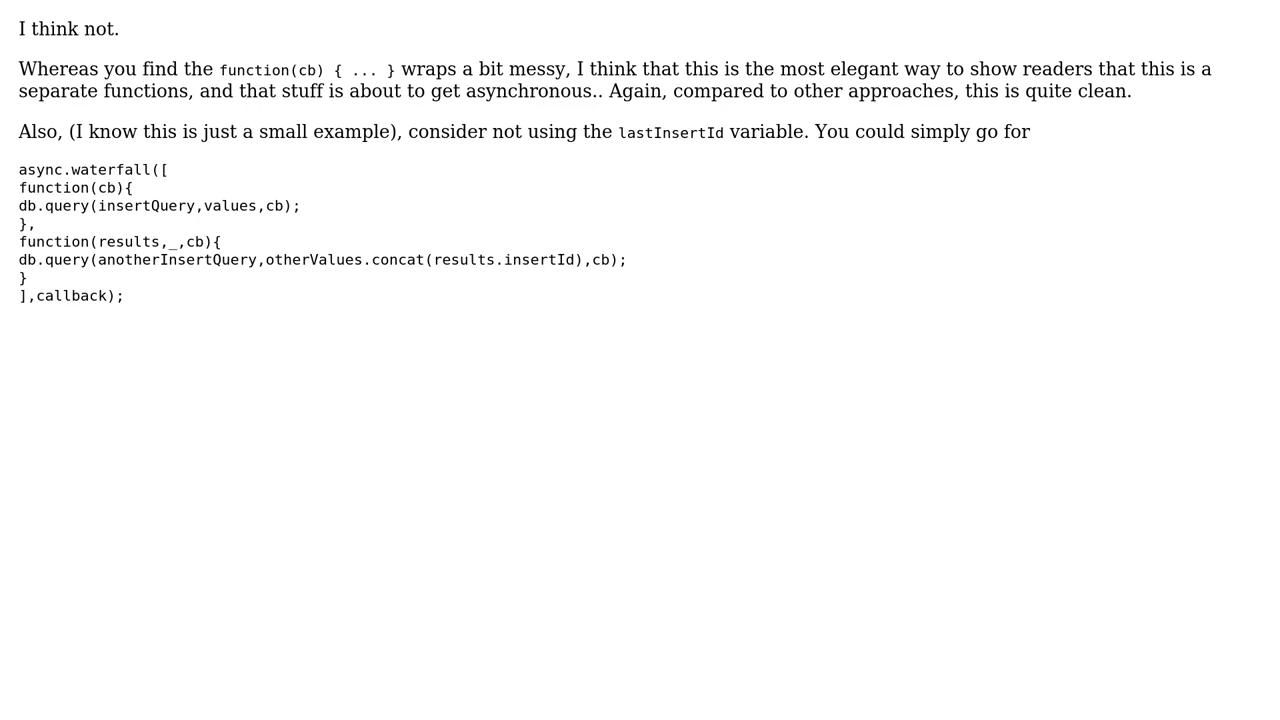 I think not.
Whereas you find the function(cb) { ... } wraps a bit messy, I think that this is the most elegant way to show readers that this is a
separate functions, and that stuff is about to get asynchronous.. Again, compared to other approaches, this is quite clean.
Also, (I know this is just a small example), consider not using the lastInsertId variable. You could simply go for
async.waterfall([
function(cb){
db.query(insertQuery,values,cb);
},
function(results,_,cb){
db.query(anotherInsertQuery,otherValues.concat(results.insertId),cb);
}
],callback);